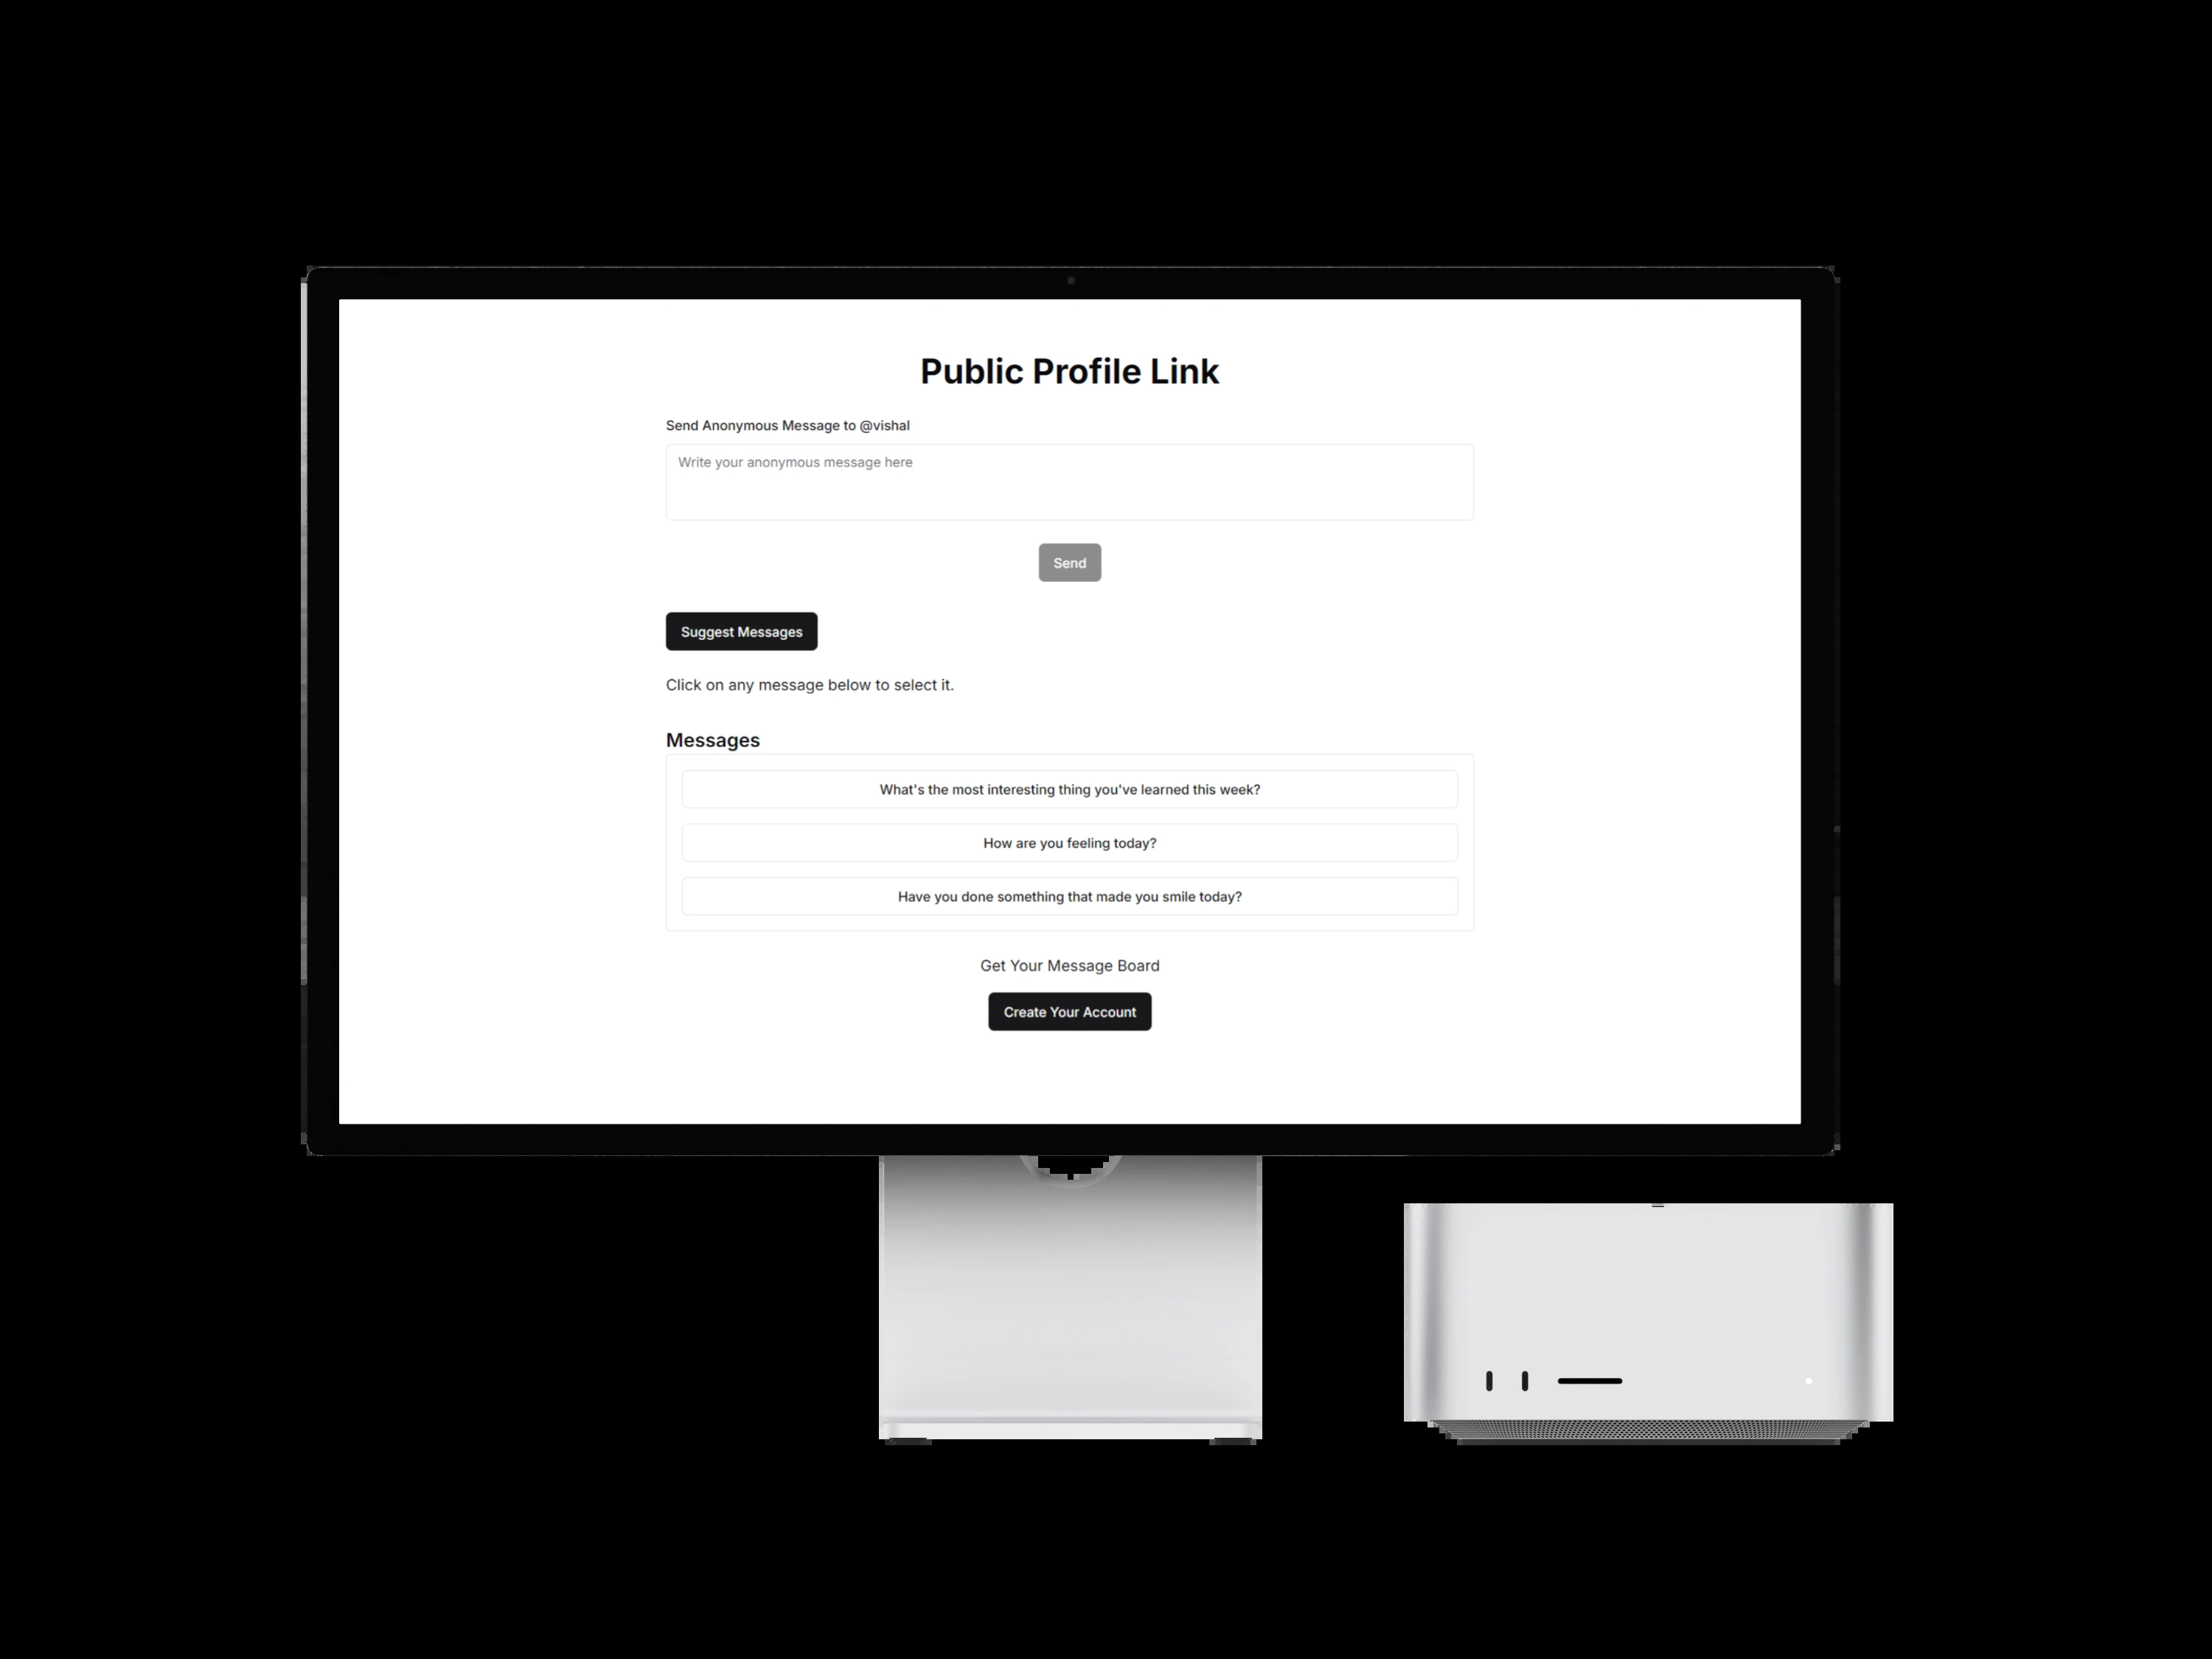 Public Profile Link
Send Anonymous Message to @vishal
Write your anonymous message here
Send
Suggest Messages
Click on any message below to select it.
Messages
What's the most interesting thing you've learned this week?
How are you feeling today?
Have you done something that made you smile today?
Get Your Message Board
Create Your Account